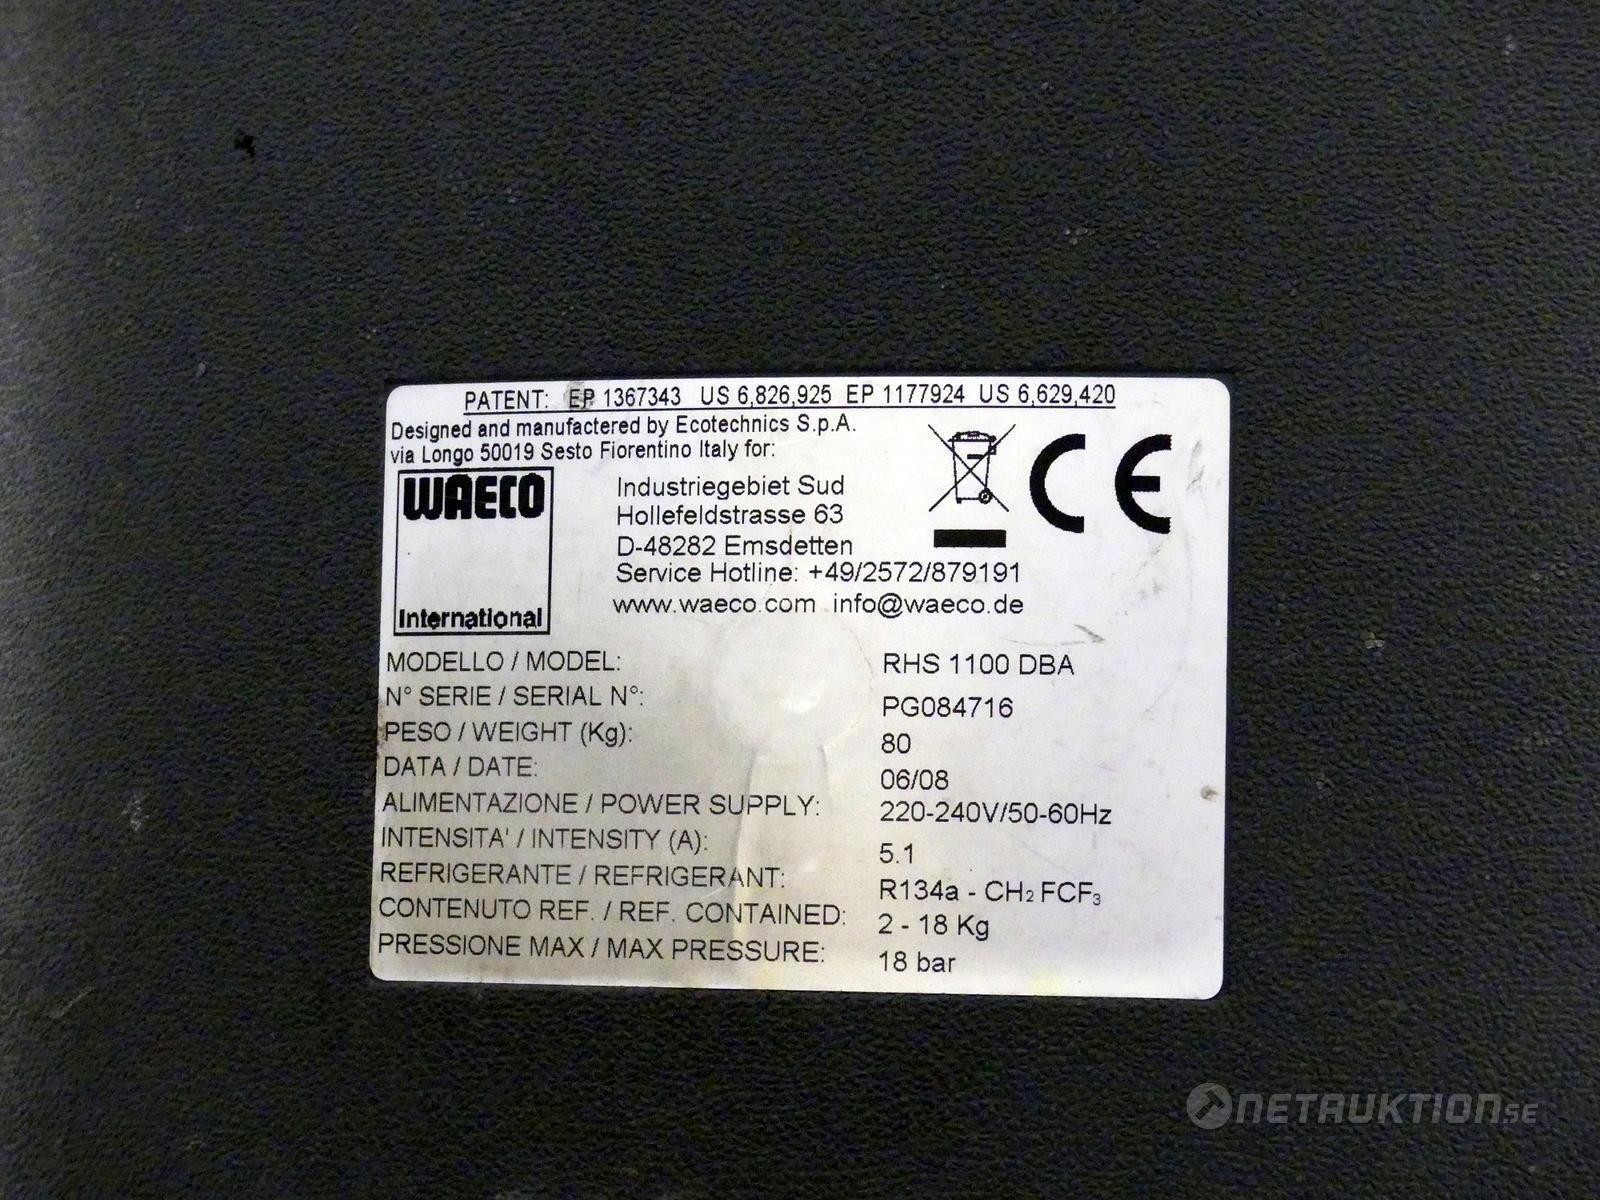 PATENT: EP 1367343 US 6,826,925 EP 1177924 US 6,629,420
Designed and manufactered by Ecotechnics S.p.A.
via Longo 50019 Sesto Fiorentino Italy for:
WAECO
International
Industriegebiet Sud
Hollefeldstrasse 63
D-48282 Emsdetten
Service Hotline: +49/2572/879191
www.waeco.com info@waeco.de
CE
MODELLO / MODEL: RHS 1100 DBA
N° SERIE / SERIAL N°: PG084716
PESO / WEIGHT (Kg): 80
DATA / DATE: 06/08
ALIMENTAZIONE / POWER SUPPLY: 220-240V/50-60Hz
INTENSITA' / INTENSITY (A): 5.1
REFRIGERANTE / REFRIGERANT: R134a - CH₂FCF₃
CONTENUTO REF. / REF. CONTAINED: 2 - 18 Kg
PRESSIONE MAX / MAX PRESSURE: 18 bar
NETAUKTION.SE